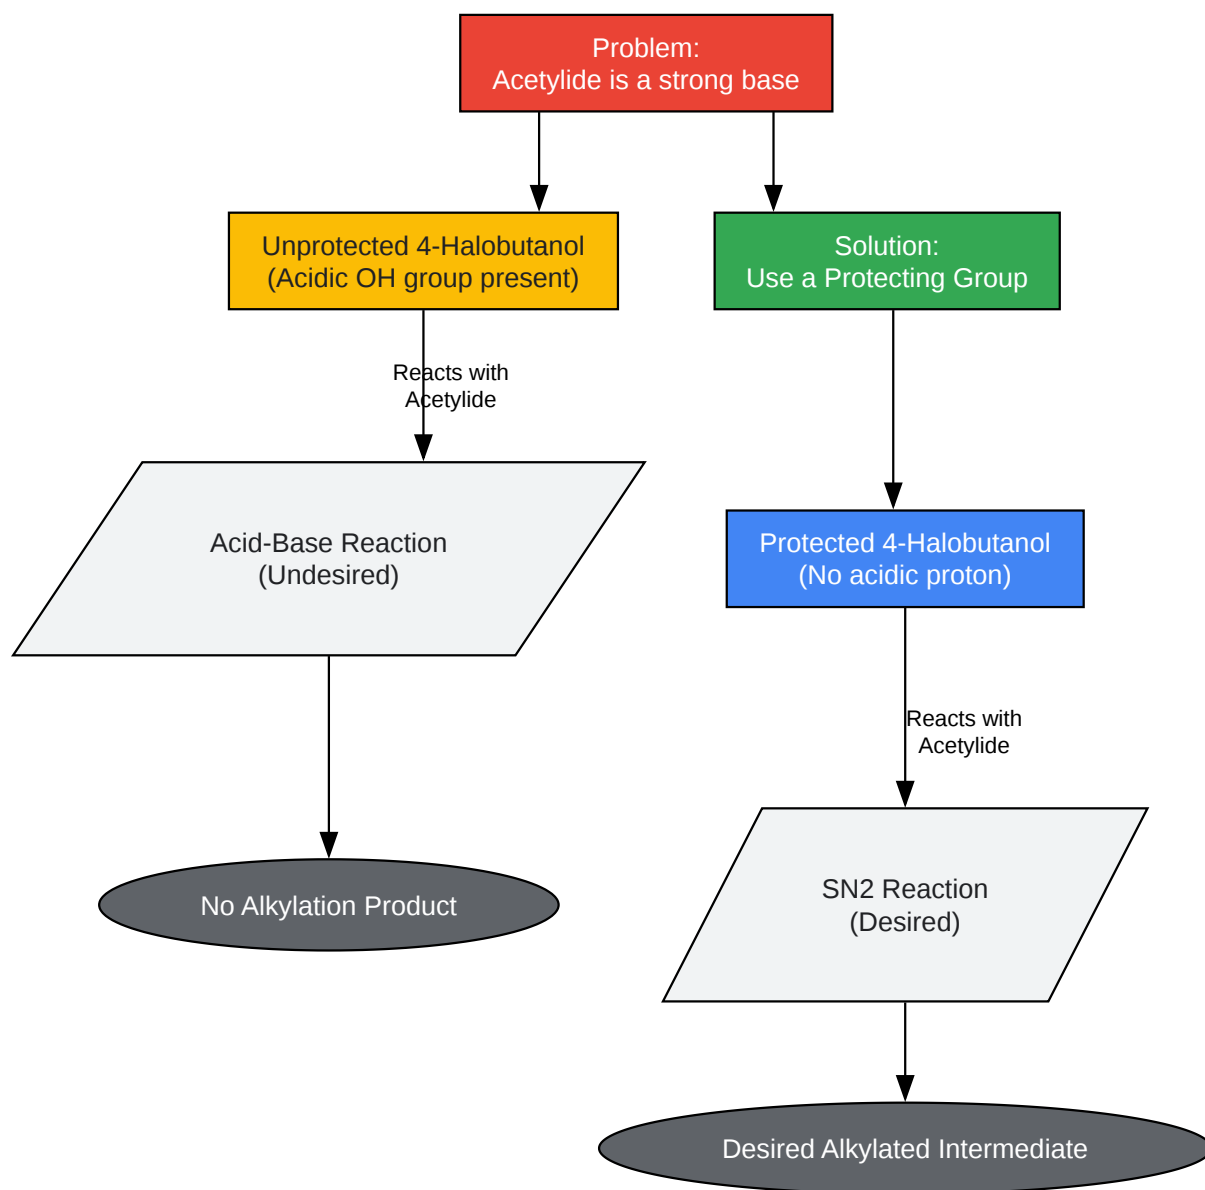 Problem:
Acetylide is a strong base
Unprotected 4-Halobutanol
(Acidic OH group present)
Solution:
Use a Protecting Group
Reacts with
Acetylide
Acid-Base Reaction
(Undesired)
Protected 4-Halobutanol
(No acidic proton)
Reacts with
Acetylide
No Alkylation Product
SN2 Reaction
(Desired)
Desired Alkylated Intermediate